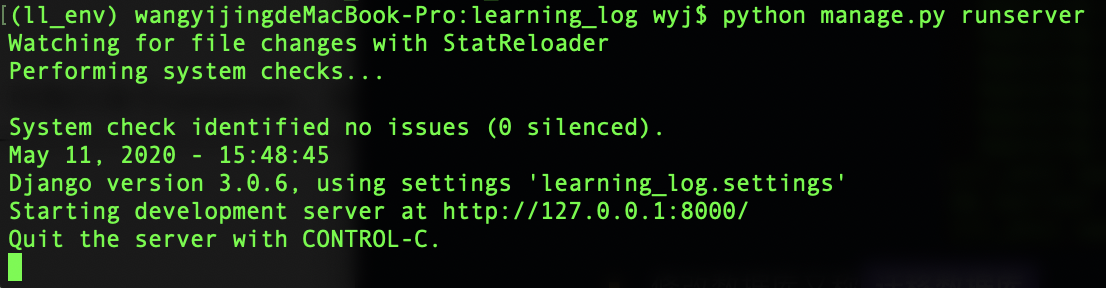 [(ll_env) wangyijingdeMacBook-Pro:learning_log wyj$ python manage.py runserver
Watching for file changes with StatReloader
Performing system checks...
System check identified no issues (0 silenced).
May 11, 2020 - 15:48:45
Django version 3.0.6, using settings 'learning_log.settings'
Starting development server at http://127.0.0.1:8000/
Quit the server with CONTROL-C.